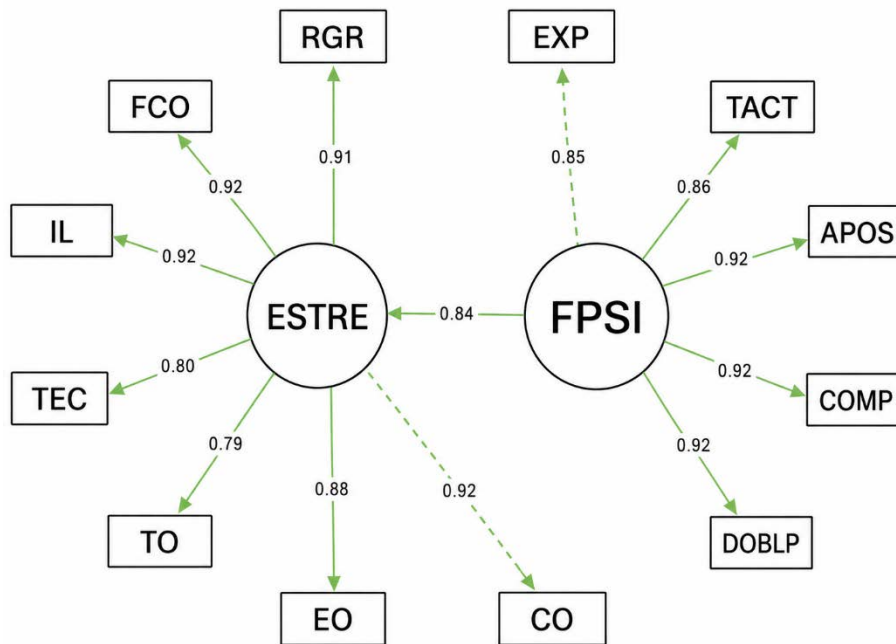 RGR
EXP
FCO
TACT
0.91
0.85
0.92
0.86
IL
0.92
APOS
0.92
ESTRE
0.84
FPSI
0.80
0.92
TEC
COMP
0.79
0.92
0.88
0.92
TO
DOBLP
EO
CO